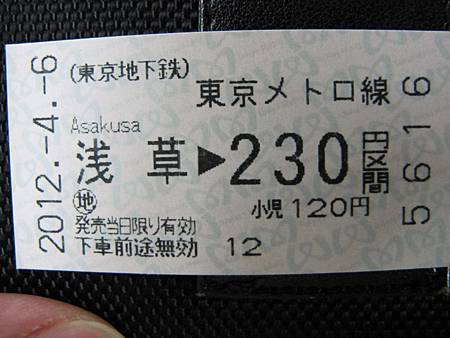 2012.-4.-6
(東京地下鉄)
東京メトロ線
Asakusa
浅草▶230円区間
地
小児120円
発売当日限り有効
下車前途無効 12
5616